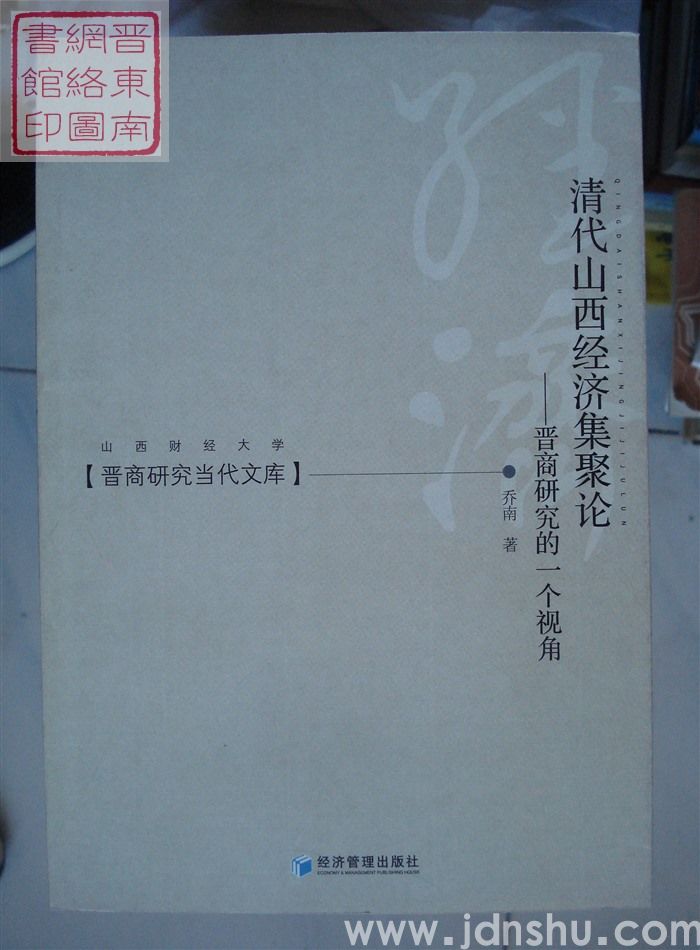 晋東南
網絡圖
書館印
經濟
清代山西经济集聚论
QINGDAISHANXIJINGJIJIJULUN
——晋商研究的一个视角
乔南 著
山西财经大学
【晋商研究当代文库】
经济管理出版社
ECONOMY & MANAGEMENT PUBLISHING HOUSE
www.jdnshu.com